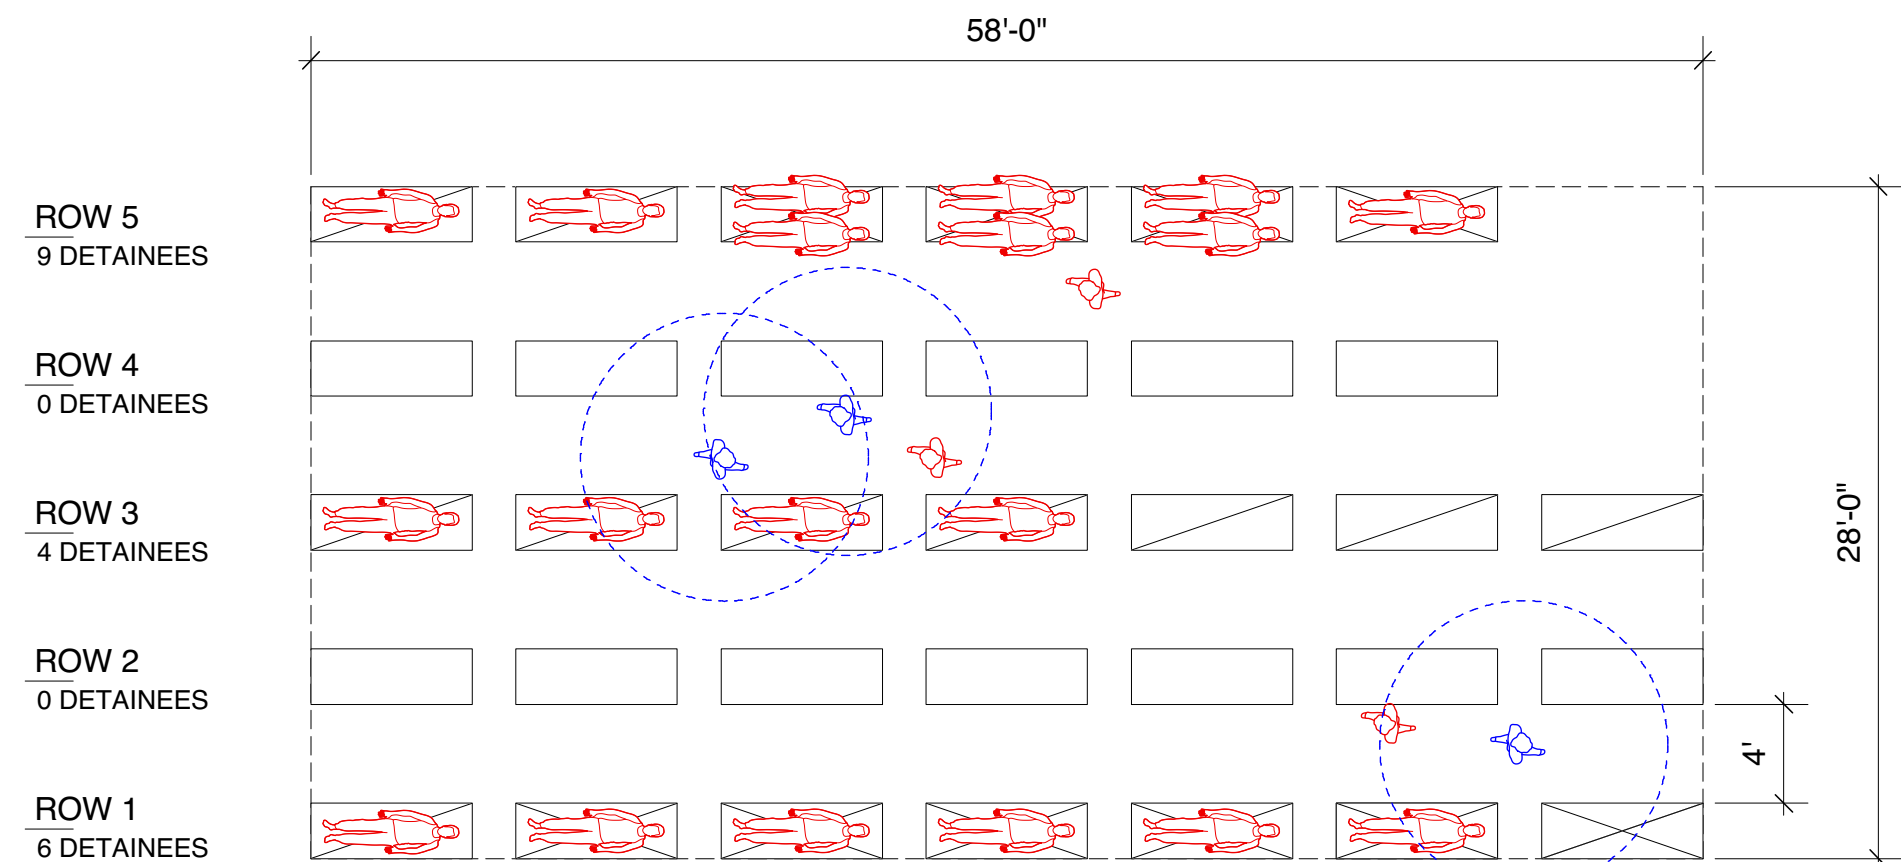 58'-0"
ROW 5
9 DETAINEES
ROW 4
0 DETAINEES
ROW 3
4 DETAINEES
28'-0"
ROW 2
0 DETAINEES
4'
ROW 1
6 DETAINEES